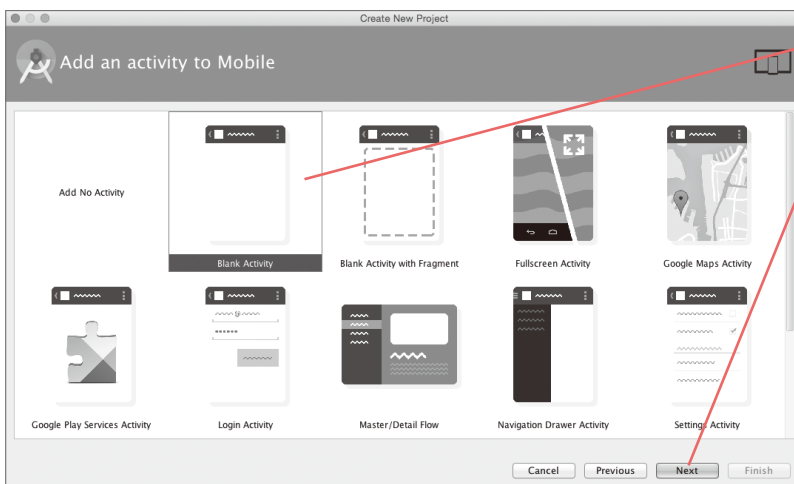 Create New Project
Add an activity to Mobile
Add No Activity
Blank Activity
Blank Activity with Fragment
Fullscreen Activity
Google Maps Activity
Google Play Services Activity
Login Activity
Master/Detail Flow
Navigation Drawer Activity
Settings Activity
Cancel
Previous
Next
Finish